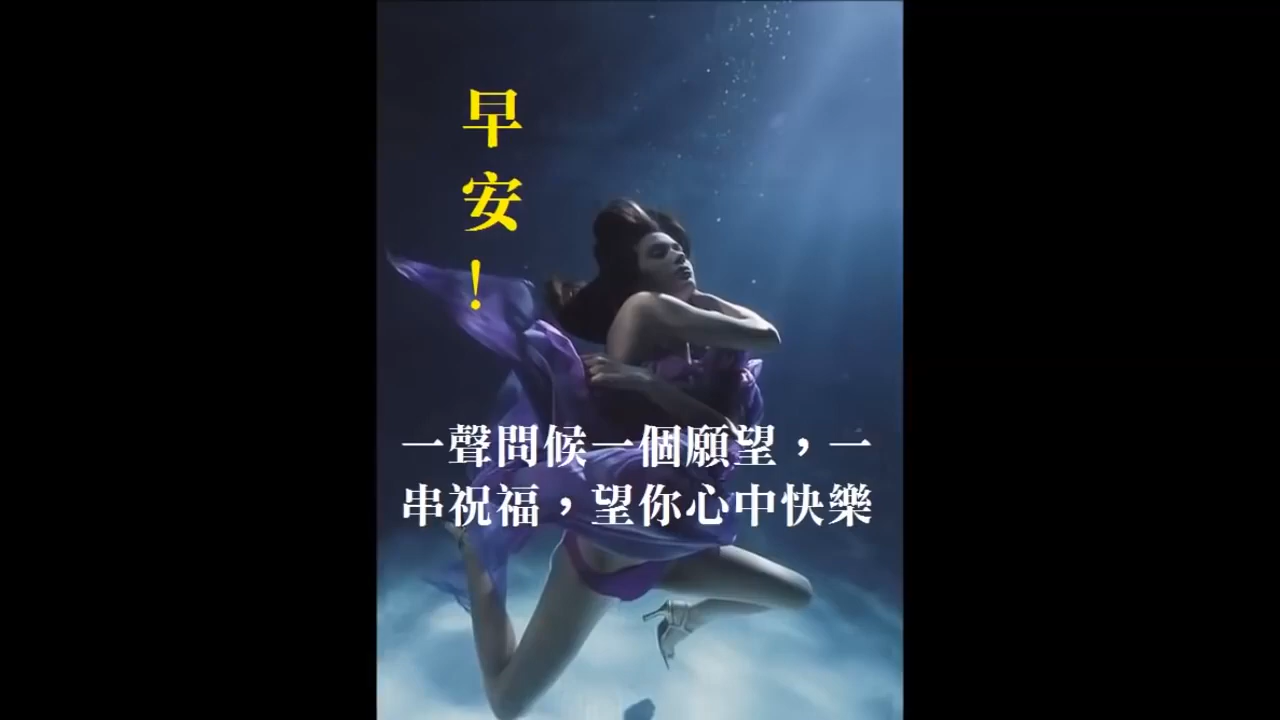 早安！
一聲問候一個願望，一
串祝福，望你心中快樂